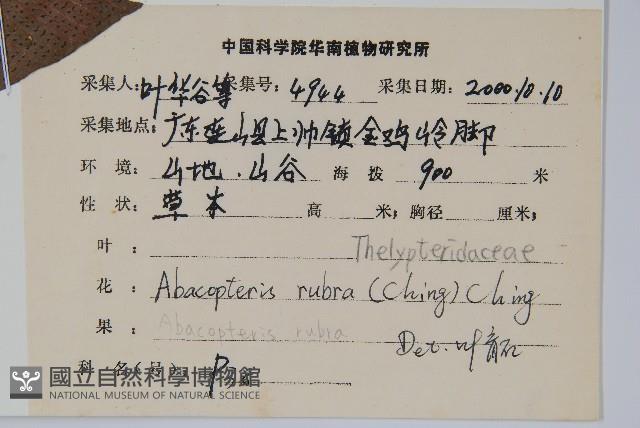 中国科学院华南植物研究所
采集人:叶华谷等 采集号: 4944 采集日期: 2000.10.10
采集地点: 广东连山县上帅镇金鸡岭脚
环 境: 山地.山谷 海拨 900 米
性 状: 草本 高 米; 胸径 厘米;
叶 : Thelypteridaceae
花 : Abacopteris rubra (Ching) Ching
果 : Abacopteris rubra
Det. 叶
科 名(号): P
國立自然科學博物館
NATIONAL MUSEUM OF NATURAL SCIENCE